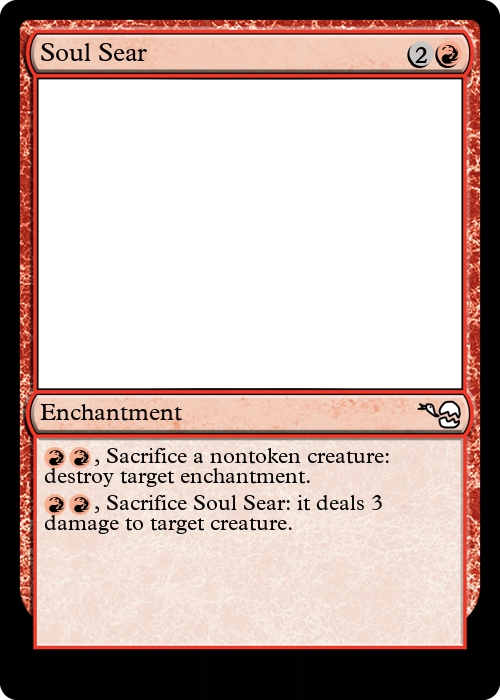 Soul Sear 2
Enchantment
, Sacrifice a nontoken creature:
destroy target enchantment.
, Sacrifice Soul Sear: it deals 3
damage to target creature.